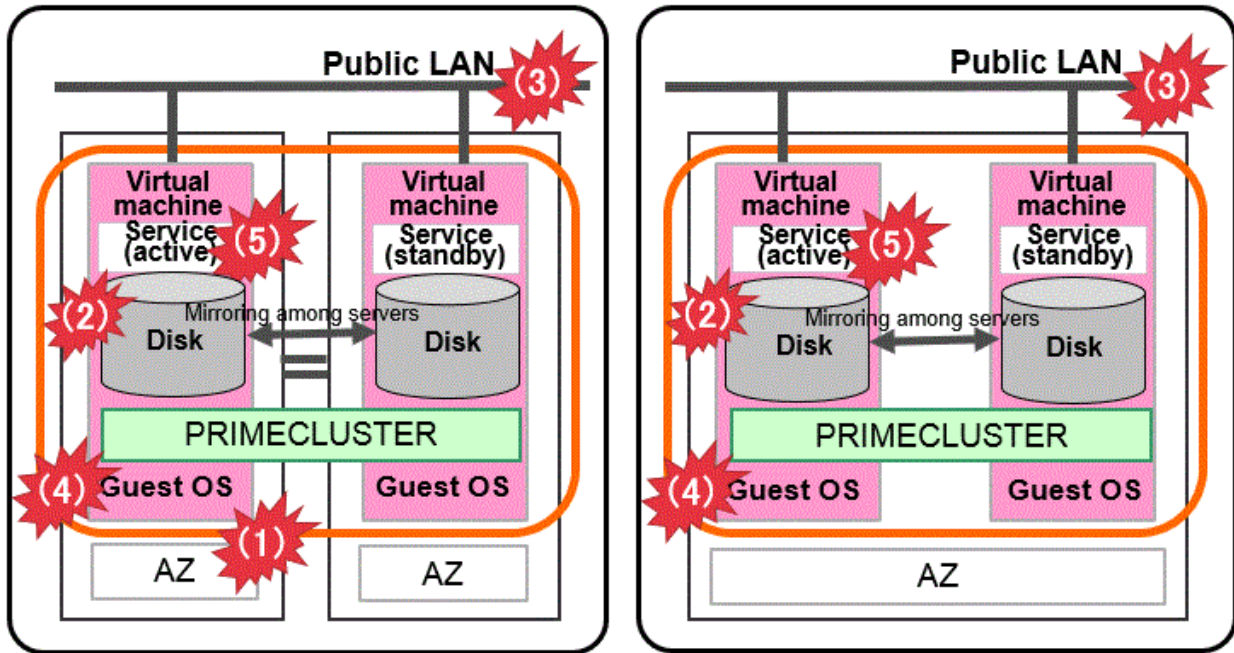 Public LAN
(3)
Virtual
machine
Service
(active)
(5)
Virtual
machine
Service
(standby)
(2)
Mirroring among servers
Disk
Disk
PRIMECLUSTER
(4)
Guest OS
Guest OS
(1)
AZ
AZ
Public LAN
(3)
Virtual
machine
Service
(active)
(5)
Virtual
machine
Service
(standby)
(2)
Mirroring among servers
Disk
Disk
PRIMECLUSTER
(4)
Guest OS
Guest OS
AZ